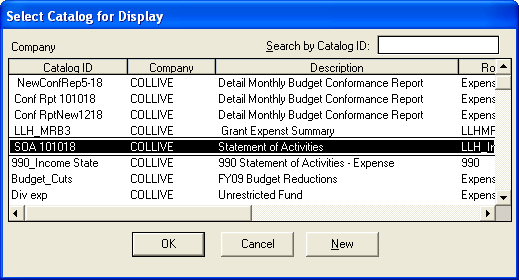 Select Catalog for Display
Company Search by Catalog ID:
Catalog ID Company Description Ro
NewConfRep5-18 COLLIVE Detail Monthly Budget Conformance Report Expens
Conf Rpt 101018 COLLIVE Detail Monthly Budget Conformance Report Expens
Conf RptNew1218 COLLIVE Detail Monthly Budget Conformance Report Expens
LLH_MRB3 COLLIVE Grant Expenst Summary LLHMF
SOA 101018 COLLIVE Statement of Activities LLH_In
990_Income State COLLIVE 990 Statement of Activities - Expense 990
Budget_Cuts COLLIVE FY09 Budget Reductions Expens
Div exp COLLIVE Unrestricted Fund Expens
OK Cancel New